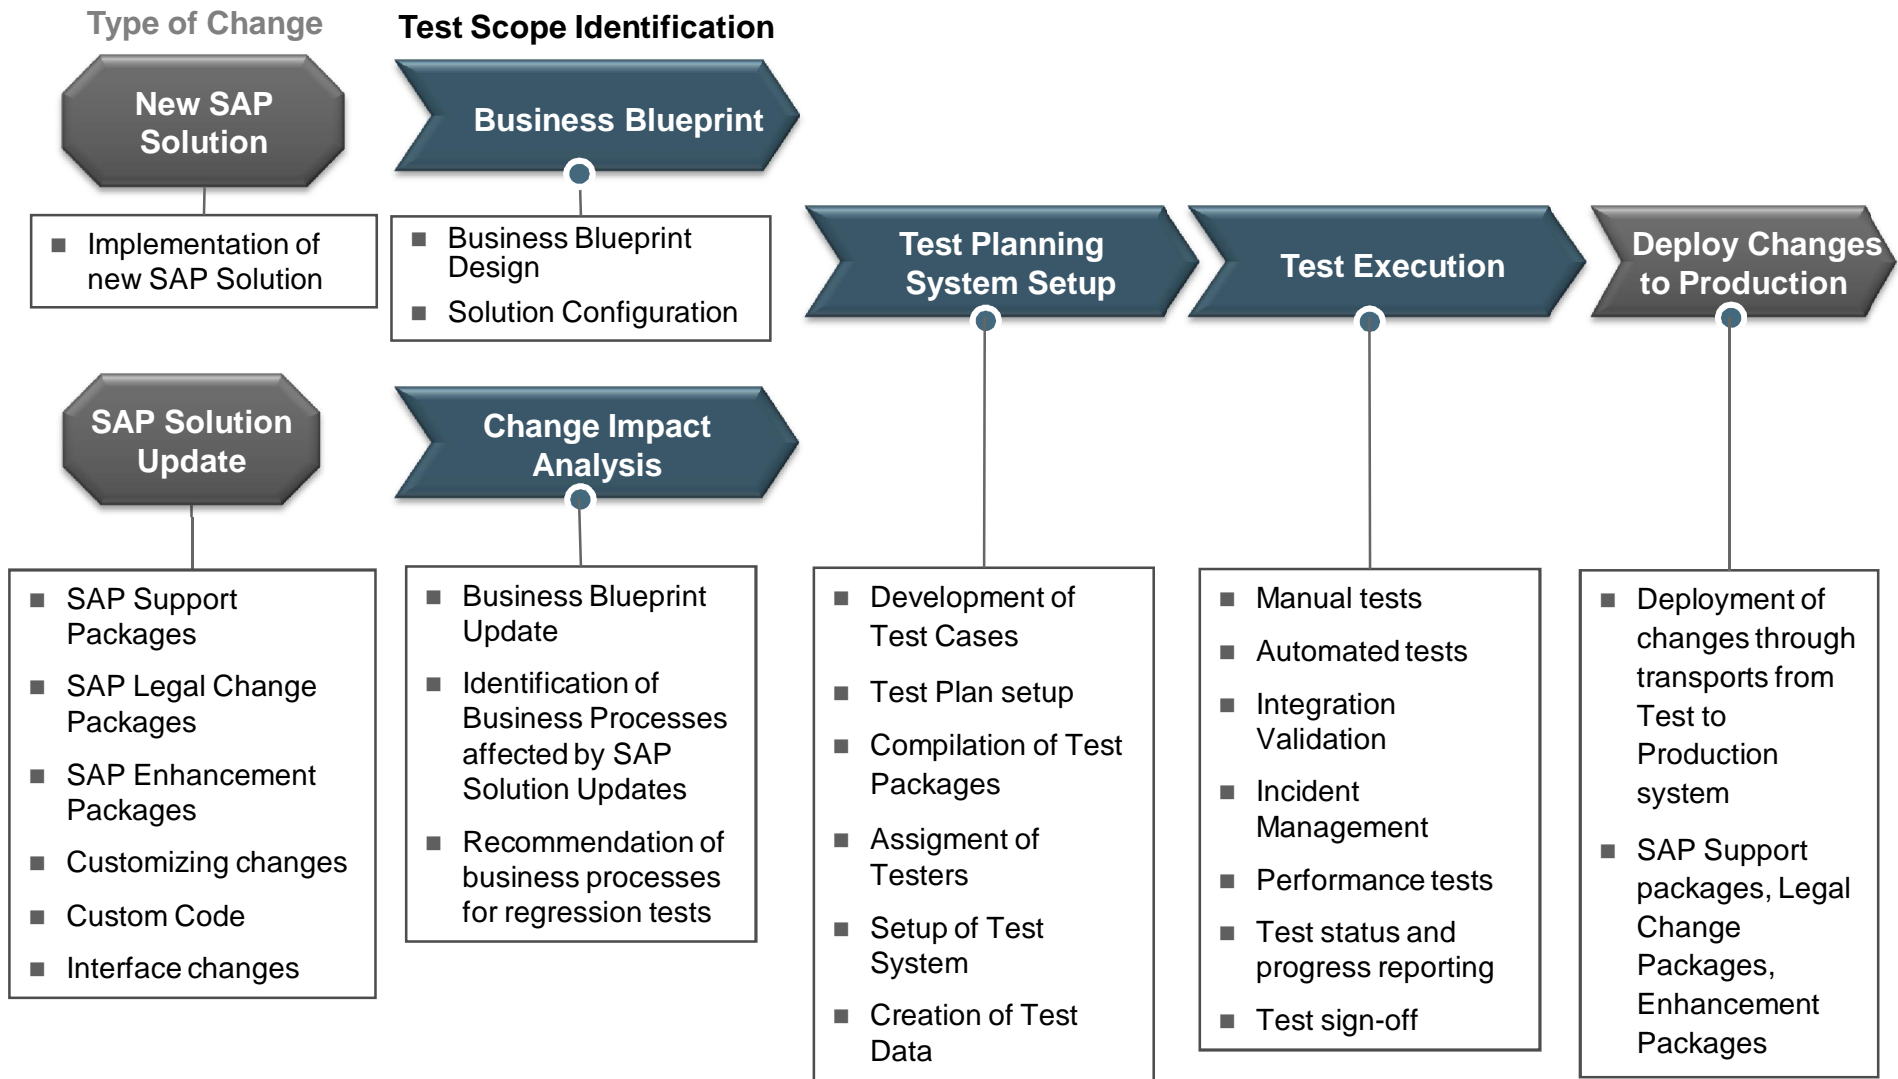 Type of Change
Test Scope Identification
New SAP
Solution
Business Blueprint
Implementation of
new SAP Solution
Business Blueprint
Design
Solution Configuration
Test Planning
System Setup
Test Execution
Deploy Changes
to Production
SAP Solution
Update
Change Impact
Analysis
SAP Support
Packages
SAP Legal Change
Packages
SAP Enhancement
Packages
Customizing changes
Custom Code
Interface changes
Business Blueprint
Update
Identification of
Business Processes
affected by SAP
Solution Updates
Recommendation of
business processes
for regression tests
Development of
Test Cases
Test Plan setup
Compilation of Test
Packages
Assigment of
Testers
Setup of Test
System
Creation of Test
Data
Manual tests
Automated tests
Integration
Validation
Incident
Management
Performance tests
Test status and
progress reporting
Test sign-off
Deployment of
changes through
transports from
Test to
Production
system
SAP Support
packages, Legal
Change
Packages,
Enhancement
Packages